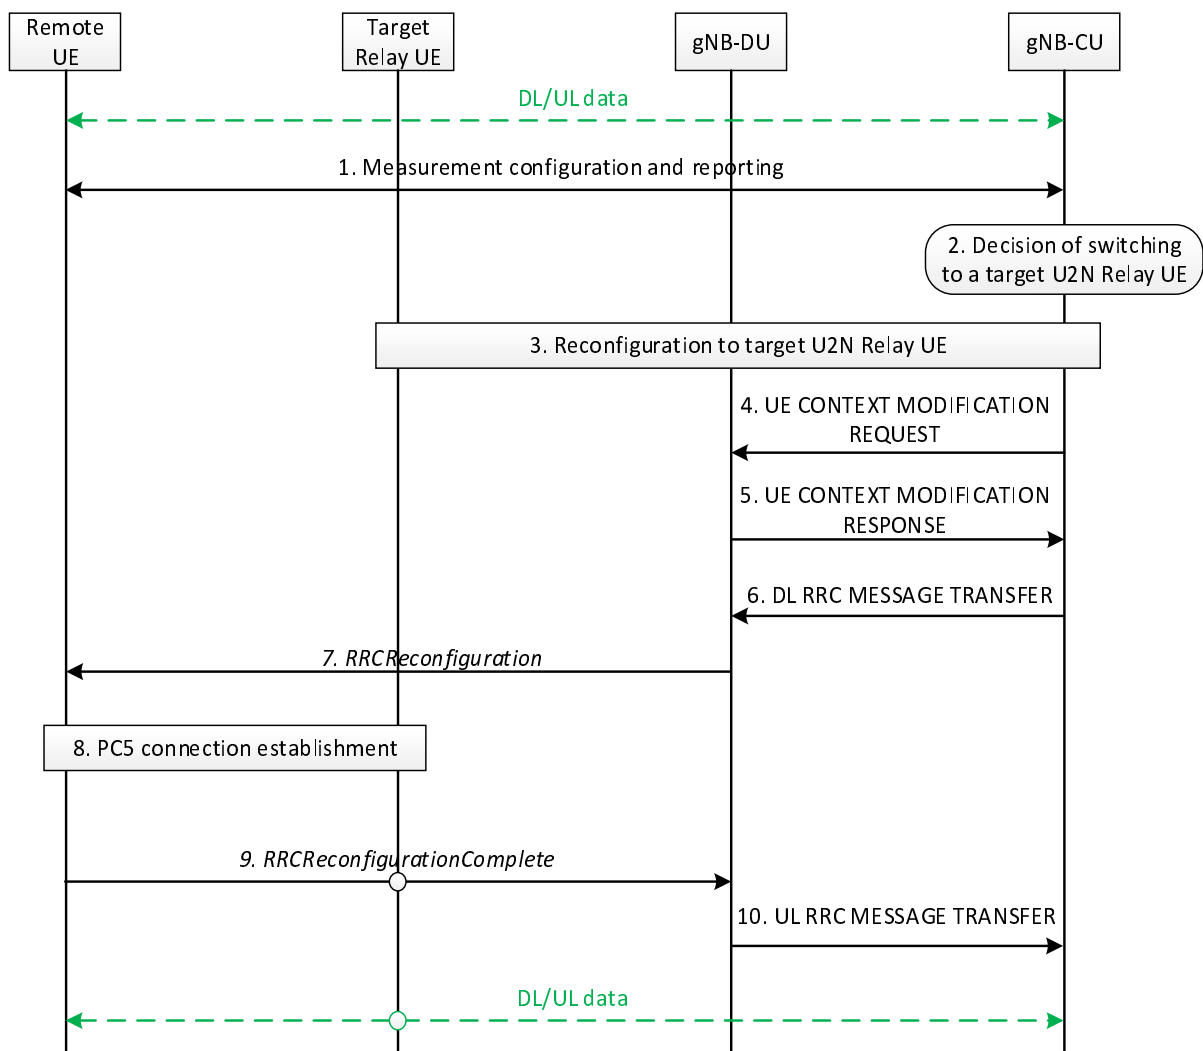 Remote
UE
Target
Relay UE
gNB-DU
gNB-CU
DL/UL data
1. Measurement configuration and reporting
2. Decision of switching
to a target U2N Relay UE
3. Reconfiguration to target U2N Relay UE
4. UE CONTEXT MODIFICATION
REQUEST
5. UE CONTEXT MODIFICATION
RESPONSE
6. DL RRC MESSAGE TRANSFER
7. RRCReconfiguration
8. PC5 connection establishment
9. RRCReconfigurationComplete
10. UL RRC MESSAGE TRANSFER
DL/UL data